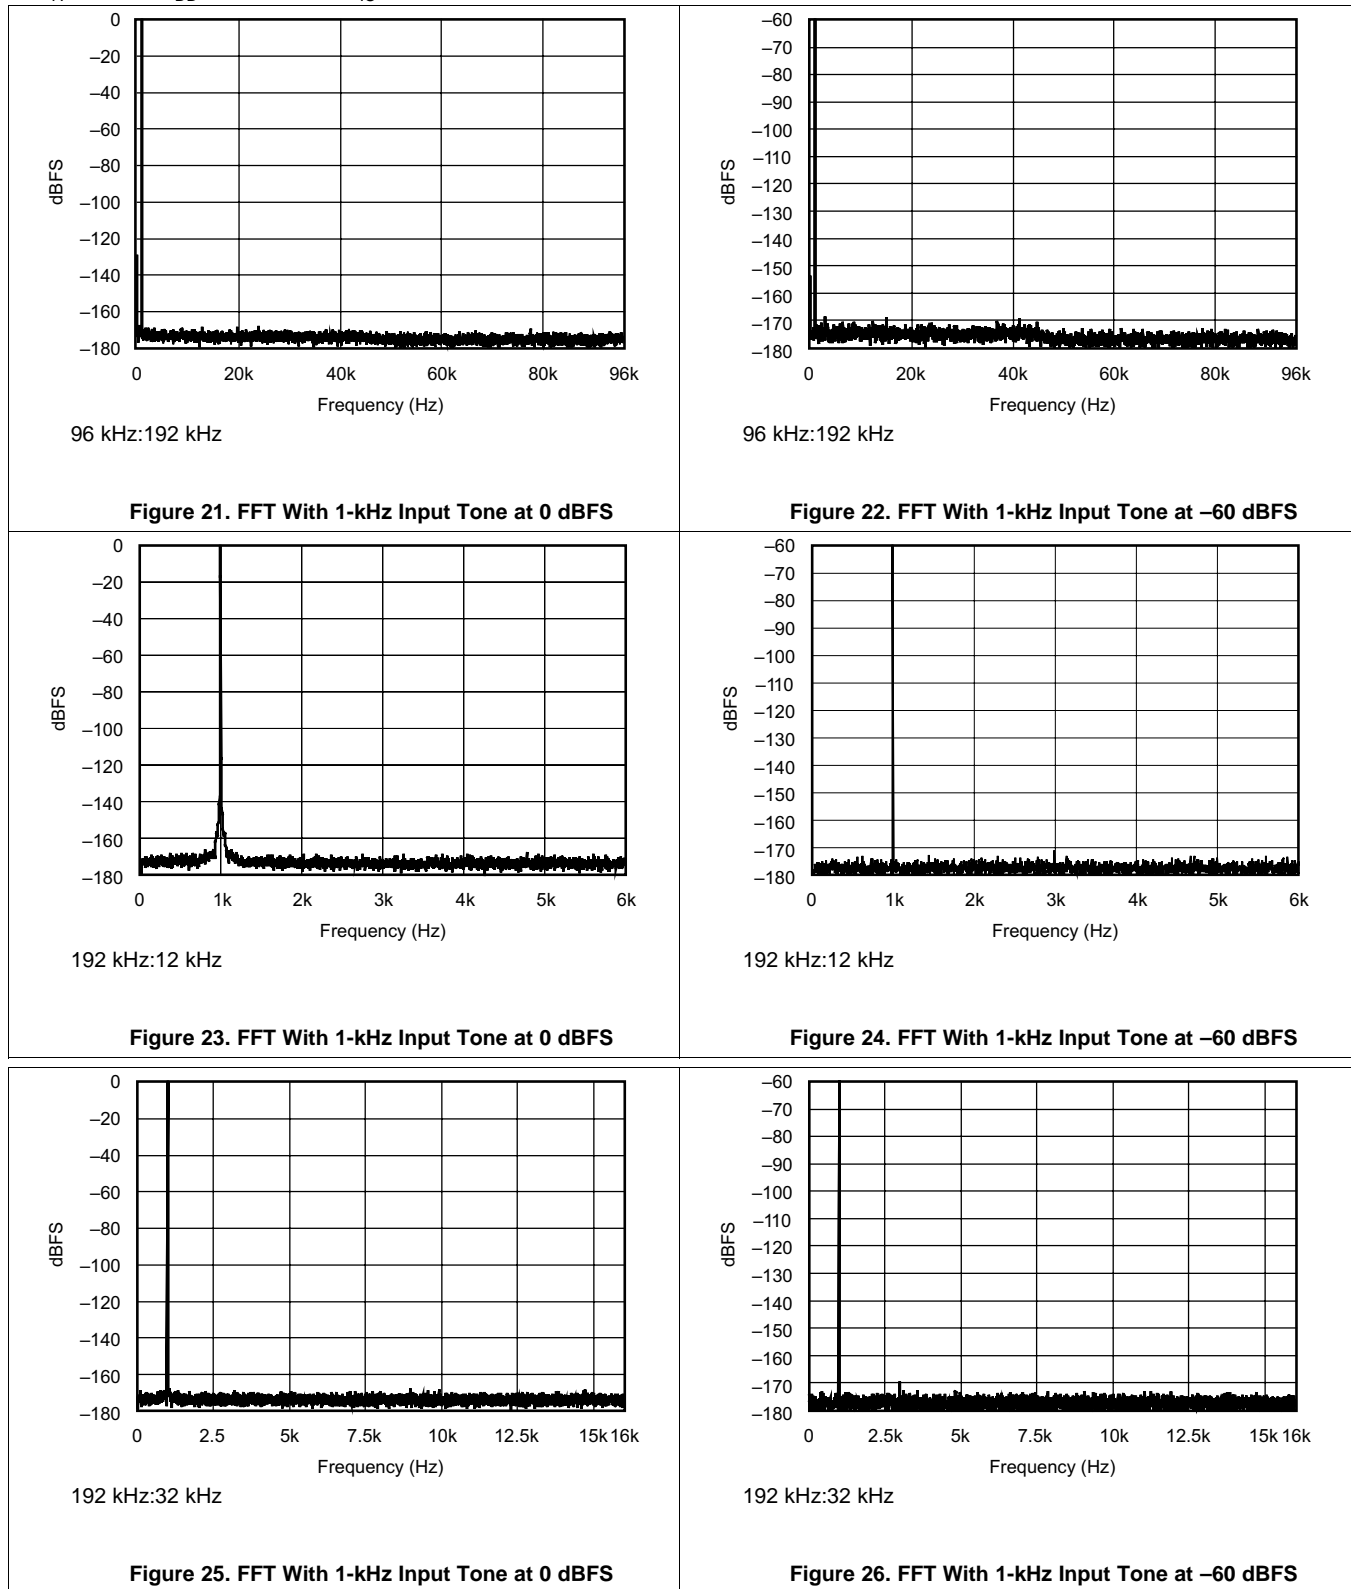 0
–20
–40
–60
–80
–100
–120
–140
–160
–180
dBFS
0 20k 40k 60k 80k 96k
Frequency (Hz)
96 kHz:192 kHz
Figure 21. FFT With 1-kHz Input Tone at 0 dBFS
–60
–70
–80
–90
–100
–110
–120
–130
–140
–150
–160
–170
–180
dBFS
0 20k 40k 60k 80k 96k
Frequency (Hz)
96 kHz:192 kHz
Figure 22. FFT With 1-kHz Input Tone at –60 dBFS
0
–20
–40
–60
–80
–100
–120
–140
–160
–180
dBFS
0 1k 2k 3k 4k 5k 6k
Frequency (Hz)
192 kHz:12 kHz
Figure 23. FFT With 1-kHz Input Tone at 0 dBFS
–60
–70
–80
–90
–100
–110
–120
–130
–140
–150
–160
–170
–180
dBFS
0 1k 2k 3k 4k 5k 6k
Frequency (Hz)
192 kHz:12 kHz
Figure 24. FFT With 1-kHz Input Tone at –60 dBFS
0
–20
–40
–60
–80
–100
–120
–140
–160
–180
dBFS
0 2.5 5k 7.5k 10k 12.5k 15k 16k
Frequency (Hz)
192 kHz:32 kHz
Figure 25. FFT With 1-kHz Input Tone at 0 dBFS
–60
–70
–80
–90
–100
–110
–120
–130
–140
–150
–160
–170
–180
dBFS
0 2.5k 5k 7.5k 10k 12.5k 15k 16k
Frequency (Hz)
192 kHz:32 kHz
Figure 26. FFT With 1-kHz Input Tone at –60 dBFS